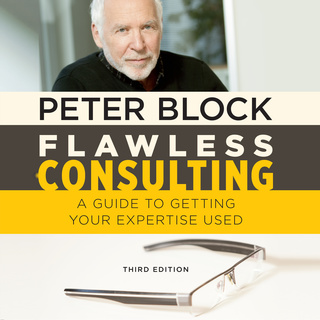 PETER BLOCK
FLAWLESS
CONSULTING
A GUIDE TO GETTING
YOUR EXPERTISE USED
THIRD EDITION